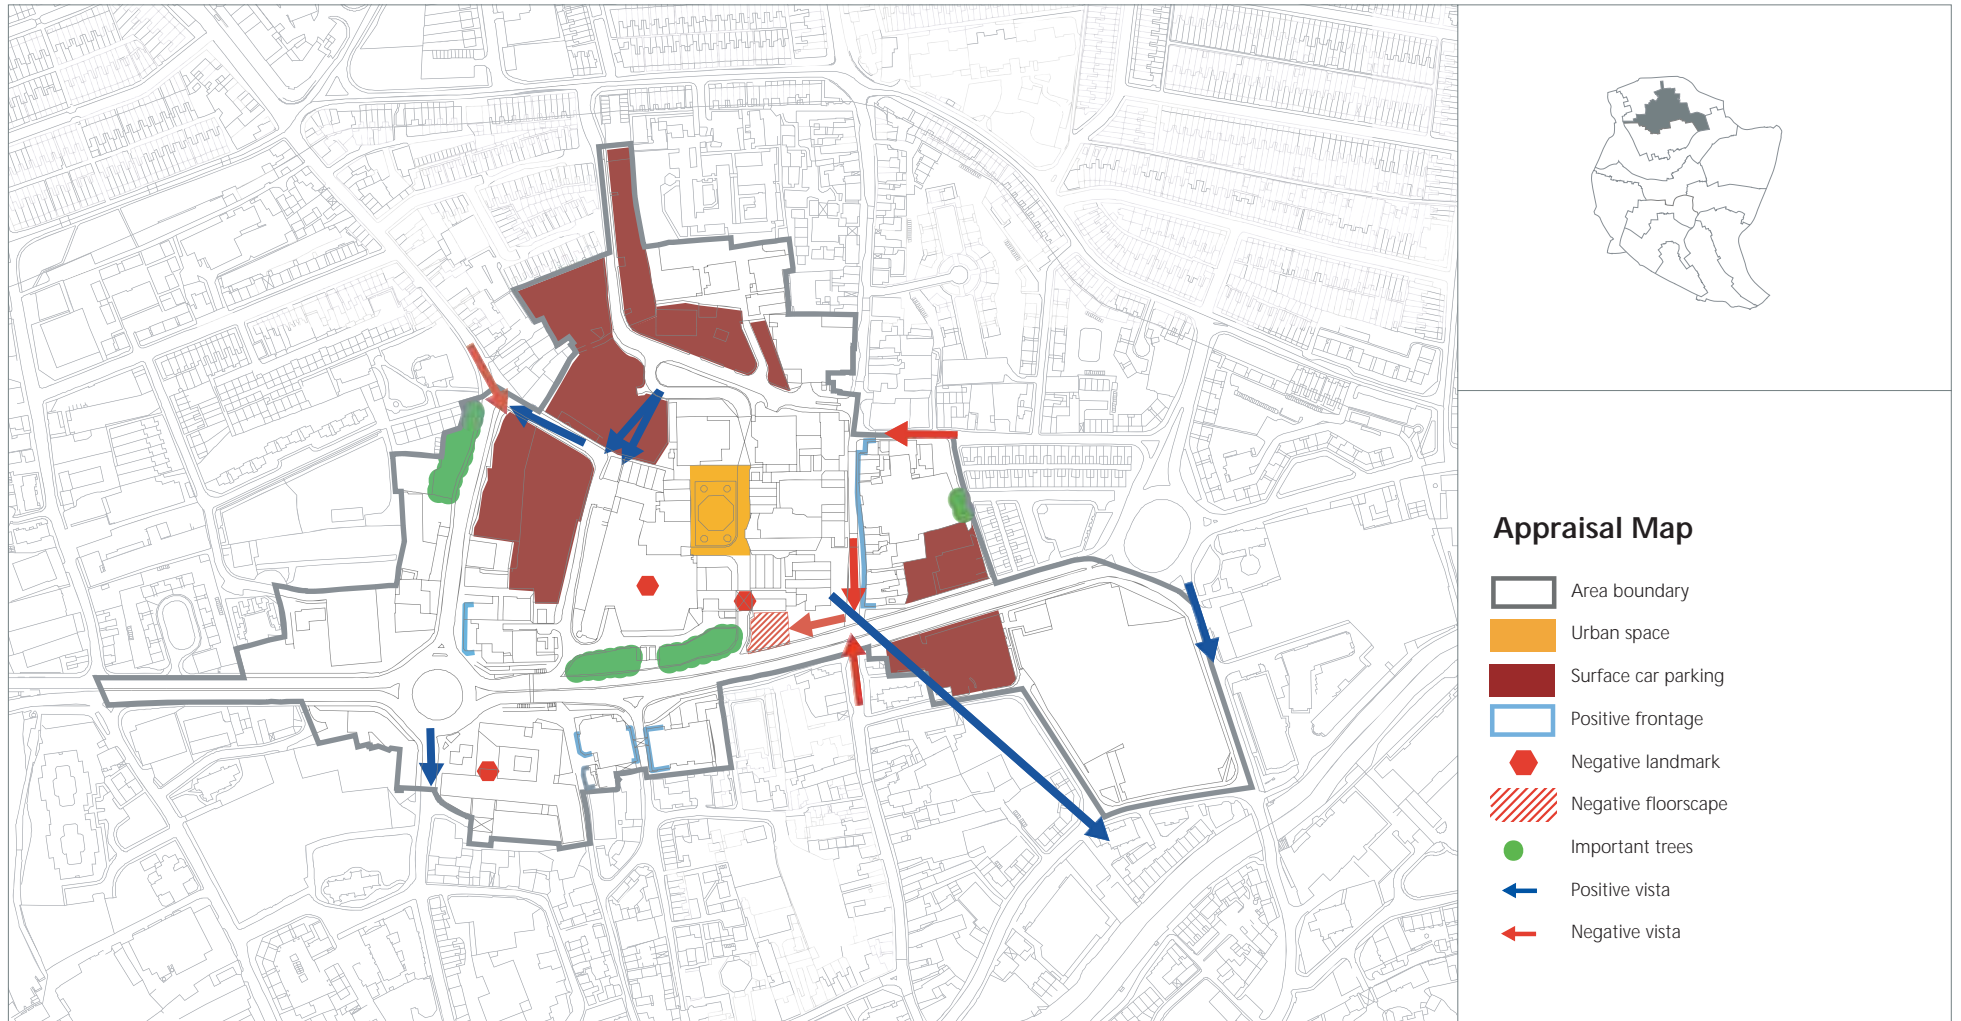 Appraisal Map
Area boundary
Urban space
Surface car parking
Positive frontage
Negative landmark
Negative floorscape
Important trees
Positive vista
Negative vista